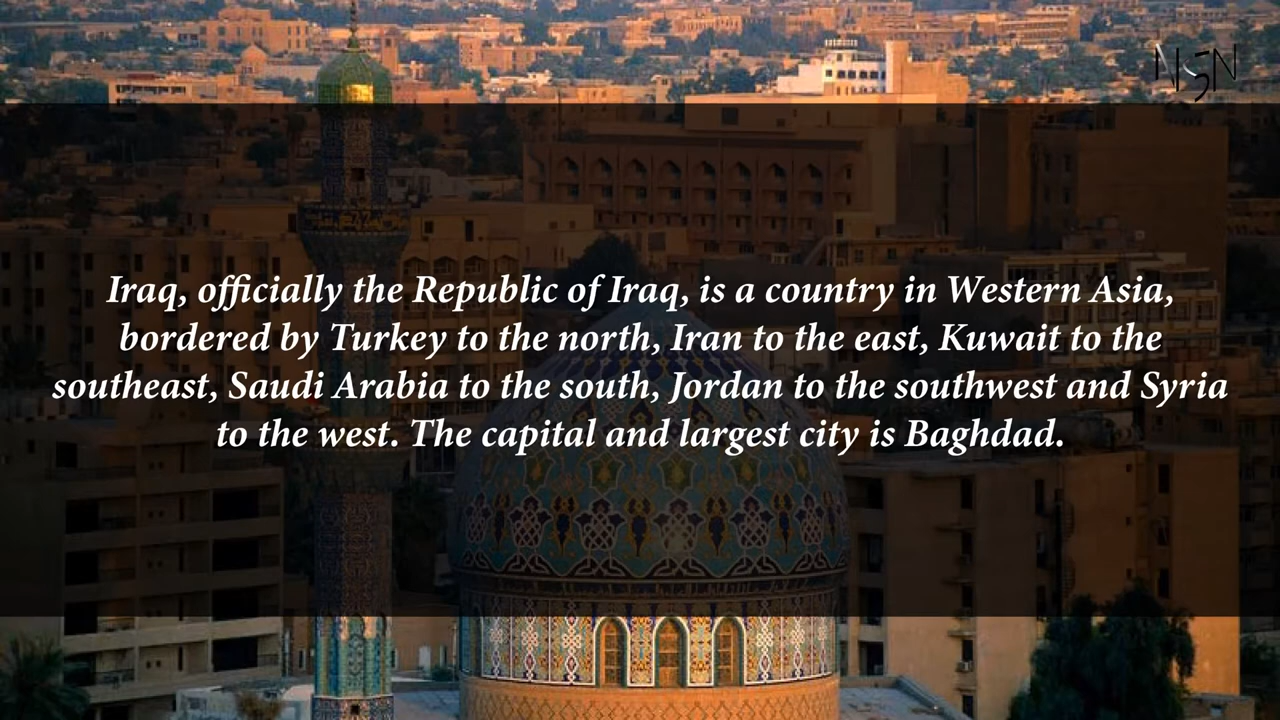 NSN
Iraq, officially the Republic of Iraq, is a country in Western Asia,
bordered by Turkey to the north, Iran to the east, Kuwait to the
southeast, Saudi Arabia to the south, Jordan to the southwest and Syria
to the west. The capital and largest city is Baghdad.